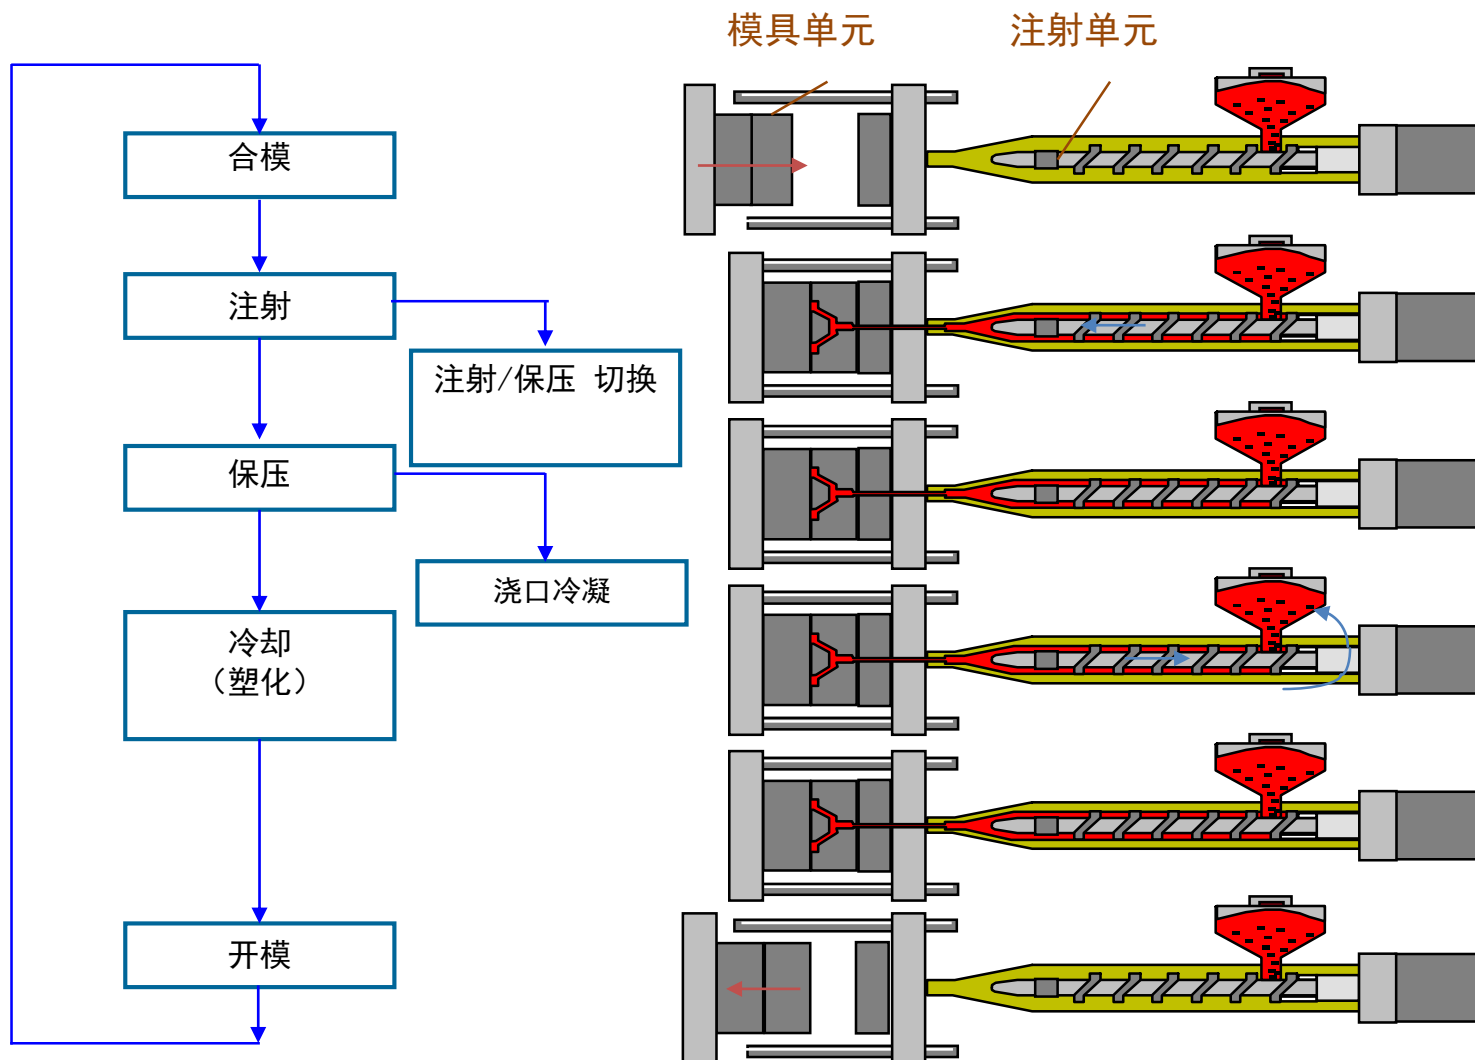 模具单元
注射单元
合模
注射
注射/保压 切换
保压
浇口冷凝
冷却
（塑化）
开模